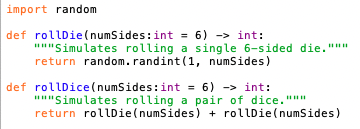 import random

def rollDie(numSides:int = 6) -> int:
    """Simulates rolling a single 6-sided die."""
    return random.randint(1, numSides)

def rollDice(numSides:int = 6) -> int:
    """Simulates rolling a pair of dice."""
    return rollDie(numSides) + rollDie(numSides)